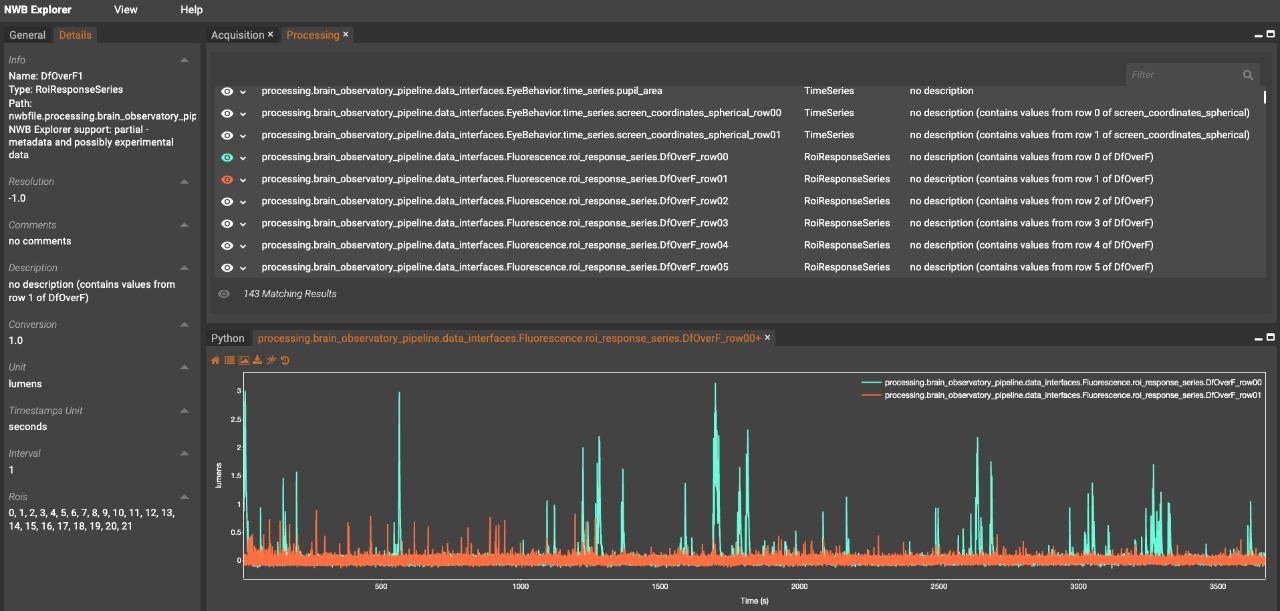 NWB Explorer View Help
General Details
Info
Name: DfOverF1
Type: RoiResponseSeries
Path:
nwbfile.processing.brain_observatory_pip
NWB Explorer support: partial -
metadata and possibly experimental
data
Resolution
-1.0
Comments
no comments
Description
no description (contains values from
row 1 of DfOverF)
Conversion
1.0
Unit
lumens
Timestamps Unit
seconds
Interval
1
Rois
0, 1, 2, 3, 4, 5, 6, 7, 8, 9, 10, 11, 12, 13,
14, 15, 16, 17, 18, 19, 20, 21
Acquisition × Processing ×
Filter
processing.brain_observatory_pipeline.data_interfaces.EyeBehavior.time_series.pupil_area TimeSeries no description
processing.brain_observatory_pipeline.data_interfaces.EyeBehavior.time_series.screen_coordinates_spherical_row00 TimeSeries no description (contains values from row 0 of screen_coordinates_spherical)
processing.brain_observatory_pipeline.data_interfaces.EyeBehavior.time_series.screen_coordinates_spherical_row01 TimeSeries no description (contains values from row 1 of screen_coordinates_spherical)
processing.brain_observatory_pipeline.data_interfaces.Fluorescence.roi_response_series.DfOverF_row00 RoiResponseSeries no description (contains values from row 0 of DfOverF)
processing.brain_observatory_pipeline.data_interfaces.Fluorescence.roi_response_series.DfOverF_row01 RoiResponseSeries no description (contains values from row 1 of DfOverF)
processing.brain_observatory_pipeline.data_interfaces.Fluorescence.roi_response_series.DfOverF_row02 RoiResponseSeries no description (contains values from row 2 of DfOverF)
processing.brain_observatory_pipeline.data_interfaces.Fluorescence.roi_response_series.DfOverF_row03 RoiResponseSeries no description (contains values from row 3 of DfOverF)
processing.brain_observatory_pipeline.data_interfaces.Fluorescence.roi_response_series.DfOverF_row04 RoiResponseSeries no description (contains values from row 4 of DfOverF)
processing.brain_observatory_pipeline.data_interfaces.Fluorescence.roi_response_series.DfOverF_row05 RoiResponseSeries no description (contains values from row 5 of DfOverF)
143 Matching Results
Python processing.brain_observatory_pipeline.data_interfaces.Fluorescence.roi_response_series.DfOverF_row00+ ×
processing.brain_observatory_pipeline.data_interfaces.Fluorescence.roi_response_series.DfOverF_row00
processing.brain_observatory_pipeline.data_interfaces.Fluorescence.roi_response_series.DfOverF_row01
3
2.5
2
1.5
1
0.5
0
lumens
500 1000 1500 2000 2500 3000 3500
Time (s)